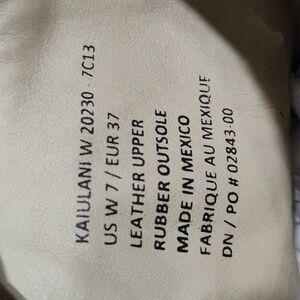 KAIULANI W 20230 7C13
US W 7 / EUR 37
LEATHER UPPER
RUBBER OUTSOLE
MADE IN MEXICO
FABRIQUE AU MEXIQUE
DN / PO # 02843-00